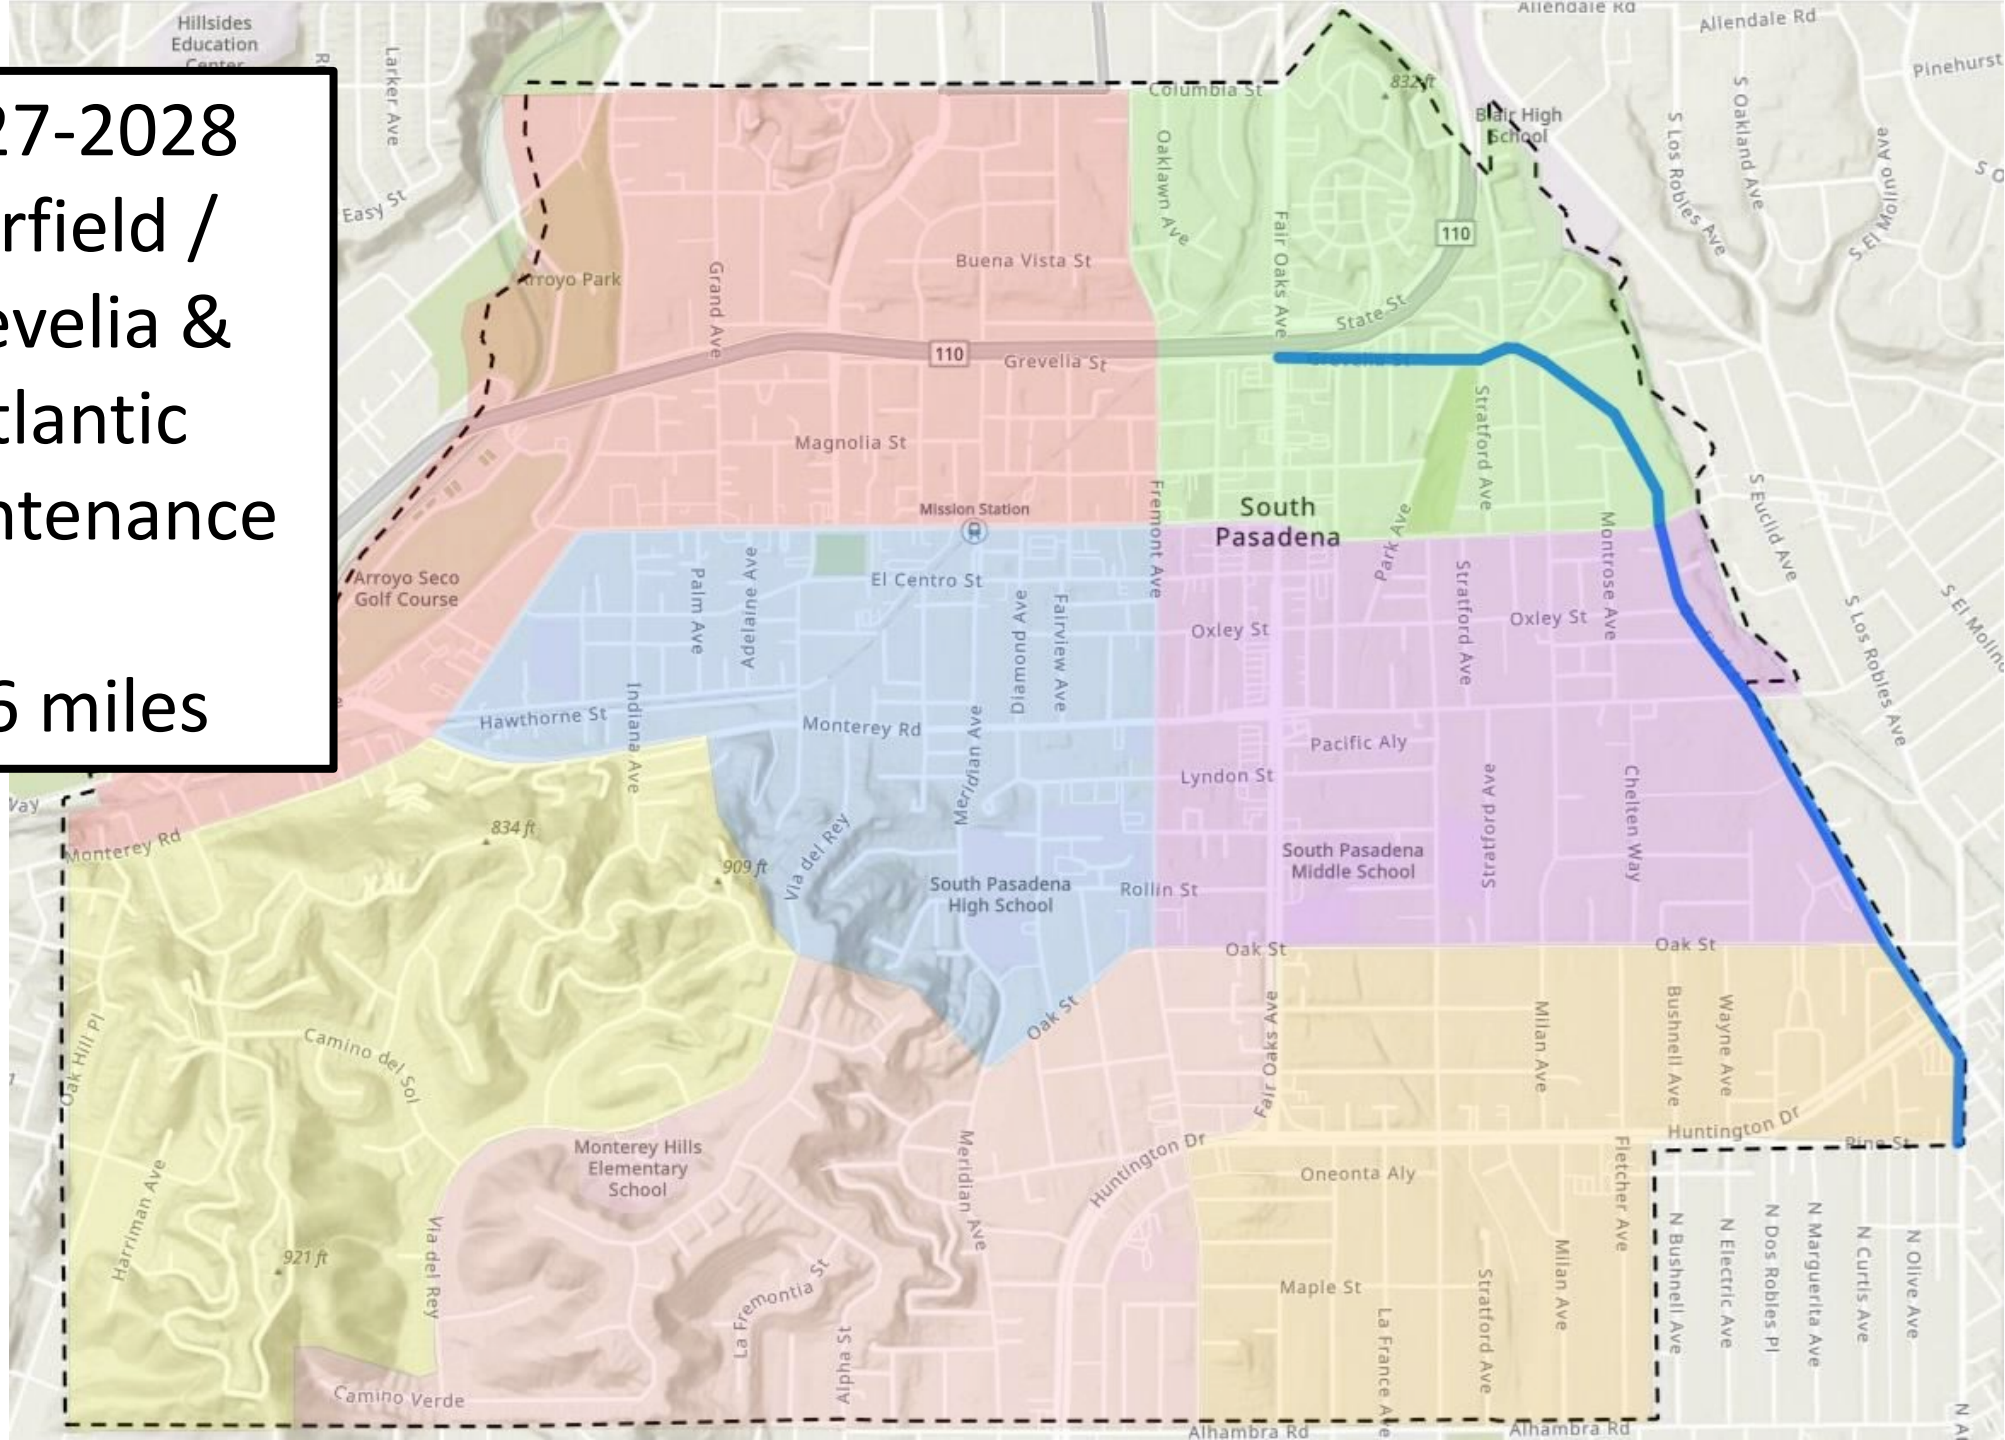 27-2028
rfield /
evelia &
tlantic
ntenance
6 miles
Hillsides
Education
Center
Larker Ave
Easy St
Allendale Rd
Allendale Rd
Pinehurst
Columbia St
832 ft
Blair High
School
S Oakland Ave
S Los Robles Ave
S El Molino Ave
Oaklawn Ave
Fair Oaks Ave
110
Buena Vista St
Arroyo Park
Grand Ave
State St
110
Grevelia St
Grevelia St
Stratford Ave
Magnolia St
Mission Station
Fremont Ave
South
Pasadena
Park Ave
Montrose Ave
S Euclid Ave
Arroyo Seco
Golf Course
El Centro St
Palm Ave
Adelaine Ave
Diamond Ave
Fairview Ave
Oxley St
Stratford Ave
Oxley St
S Los Robles Ave
S El Molino
Hawthorne St
Indiana Ave
Monterey Rd
Meridian Ave
Meridian Ave
Pacific Aly
Lyndon St
Stratford Ave
Chelten Way
Way
Monterey Rd
834 ft
909 ft
Via del Rey
South Pasadena
High School
Rollin St
South Pasadena
Middle School
Oak St
Oak St
Oak Hill Pl
Camino del Sol
Oak St
Fair Oaks Ave
Milan Ave
Bushnell Ave
Wayne Ave
Huntington Dr
Pine St
Monterey Hills
Elementary
School
Meridian Ave
Huntington Dr
Oneonta Aly
Fletcher Ave
Harriman Ave
921 ft
Via del Rey
La Fremontia St
Alpha St
Maple St
La France Ave
Stratford Ave
Milan Ave
N Bushnell Ave
N Electric Ave
N Dos Robles Pl
N Marguerita Ave
N Curtis Ave
N Olive Ave
Camino Verde
Alhambra Rd
Alhambra Rd